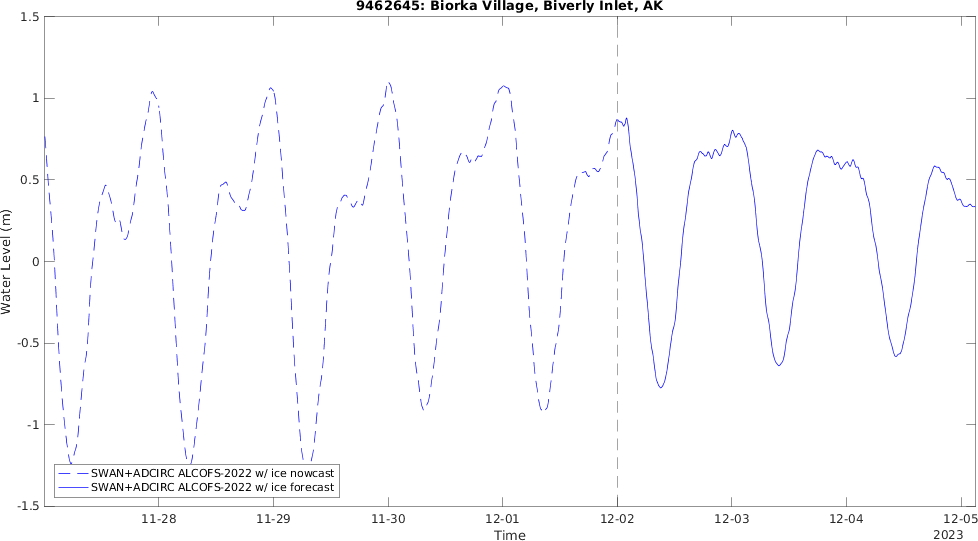 9462645: Biorka Village, Biverly Inlet, AK
1.5
1
0.5
0
-0.5
-1
-1.5
Water Level (m)
SWAN+ADCIRC ALCOFS-2022 w/ ice nowcast
SWAN+ADCIRC ALCOFS-2022 w/ ice forecast
11-28 11-29 11-30 12-01 12-02 12-03 12-04 12-05
Time
2023